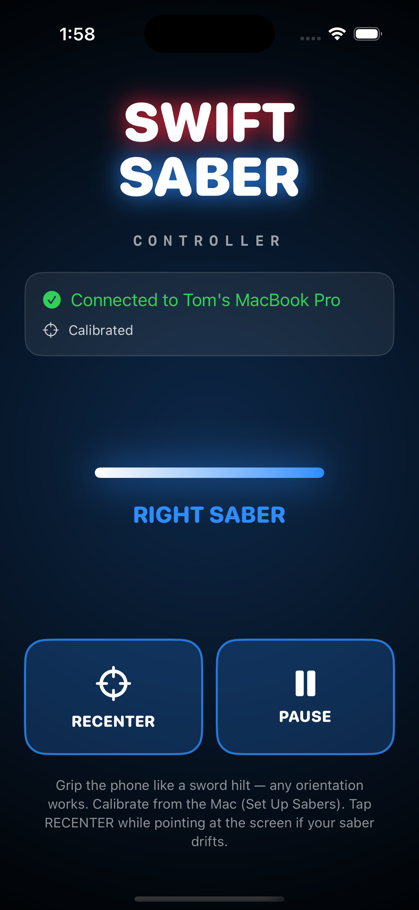 1:58
SWIFT
SABER
CONTROLLER
Connected to Tom's MacBook Pro
Calibrated
RIGHT SABER
RECENTER
PAUSE
Grip the phone like a sword hilt — any orientation
works. Calibrate from the Mac (Set Up Sabers). Tap
RECENTER while pointing at the screen if your saber
drifts.